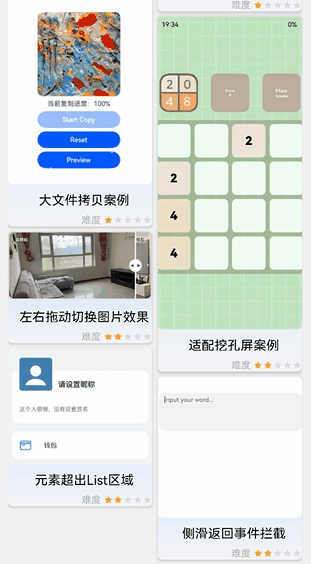 当前复制进度：100%
Start Copy
Reset
Preview
大文件拷贝案例
难度
左右拖动切换图片效果
难度
请设置昵称
这个人很懒，没有设置签名
钱包
元素超出List区域
难度
难度
19:34
0%
2 0
4 8
Max
2
2
4
4
适配挖孔屏案例
难度
Input your word...
侧滑返回事件拦截
难度